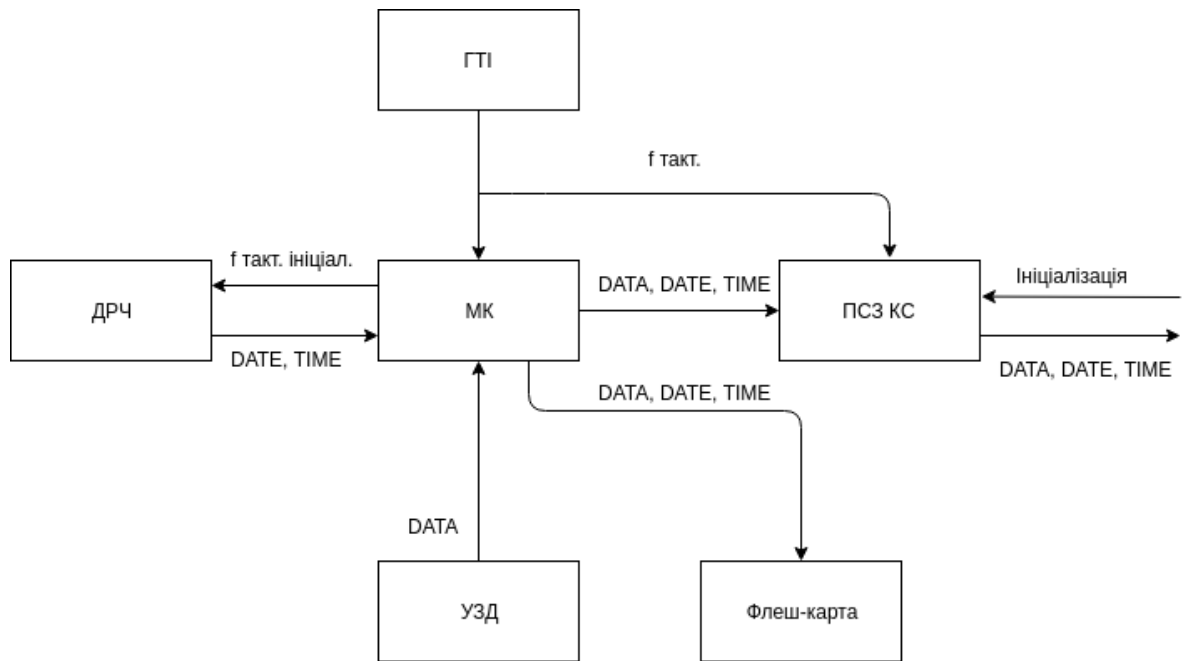 ГТІ
f такт.
f такт. ініціал.
ДРЧ
DATE, TIME
МК
DATA, DATE, TIME
ПСЗ КС
Ініціалізація
DATA, DATE, TIME
DATA, DATE, TIME
DATA
УЗД
Флеш-карта